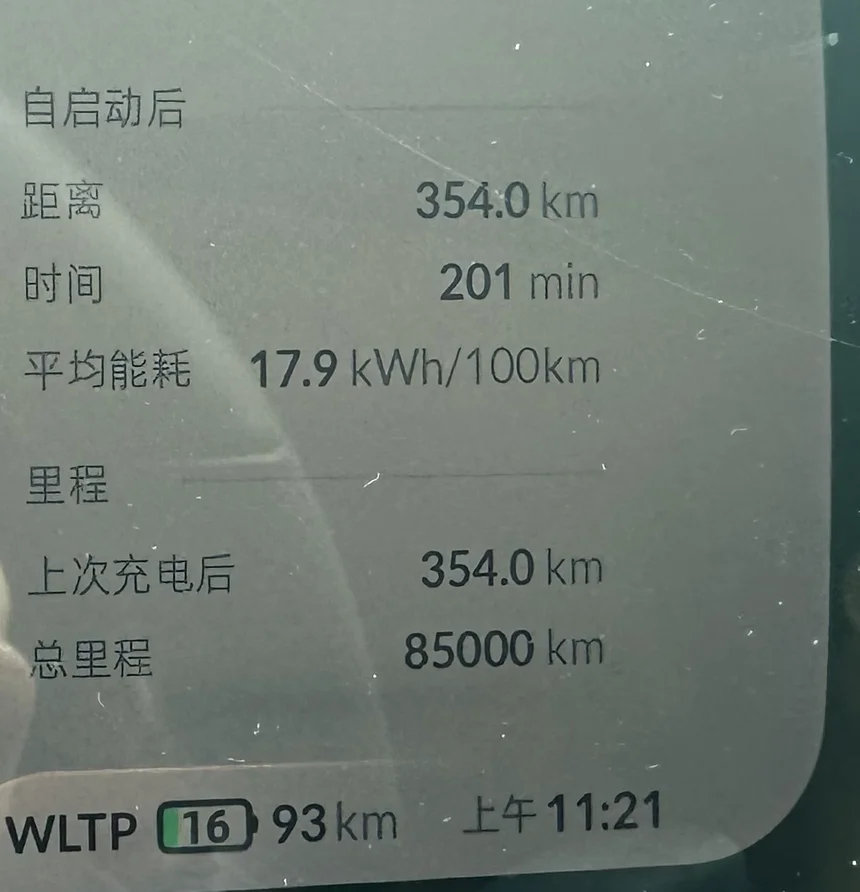 自启动后
距离 354.0 km
时间 201 min
平均能耗 17.9 kWh/100km
里程
上次充电后 354.0 km
总里程 85000 km
WLTP 16 93 km 上午 11:21